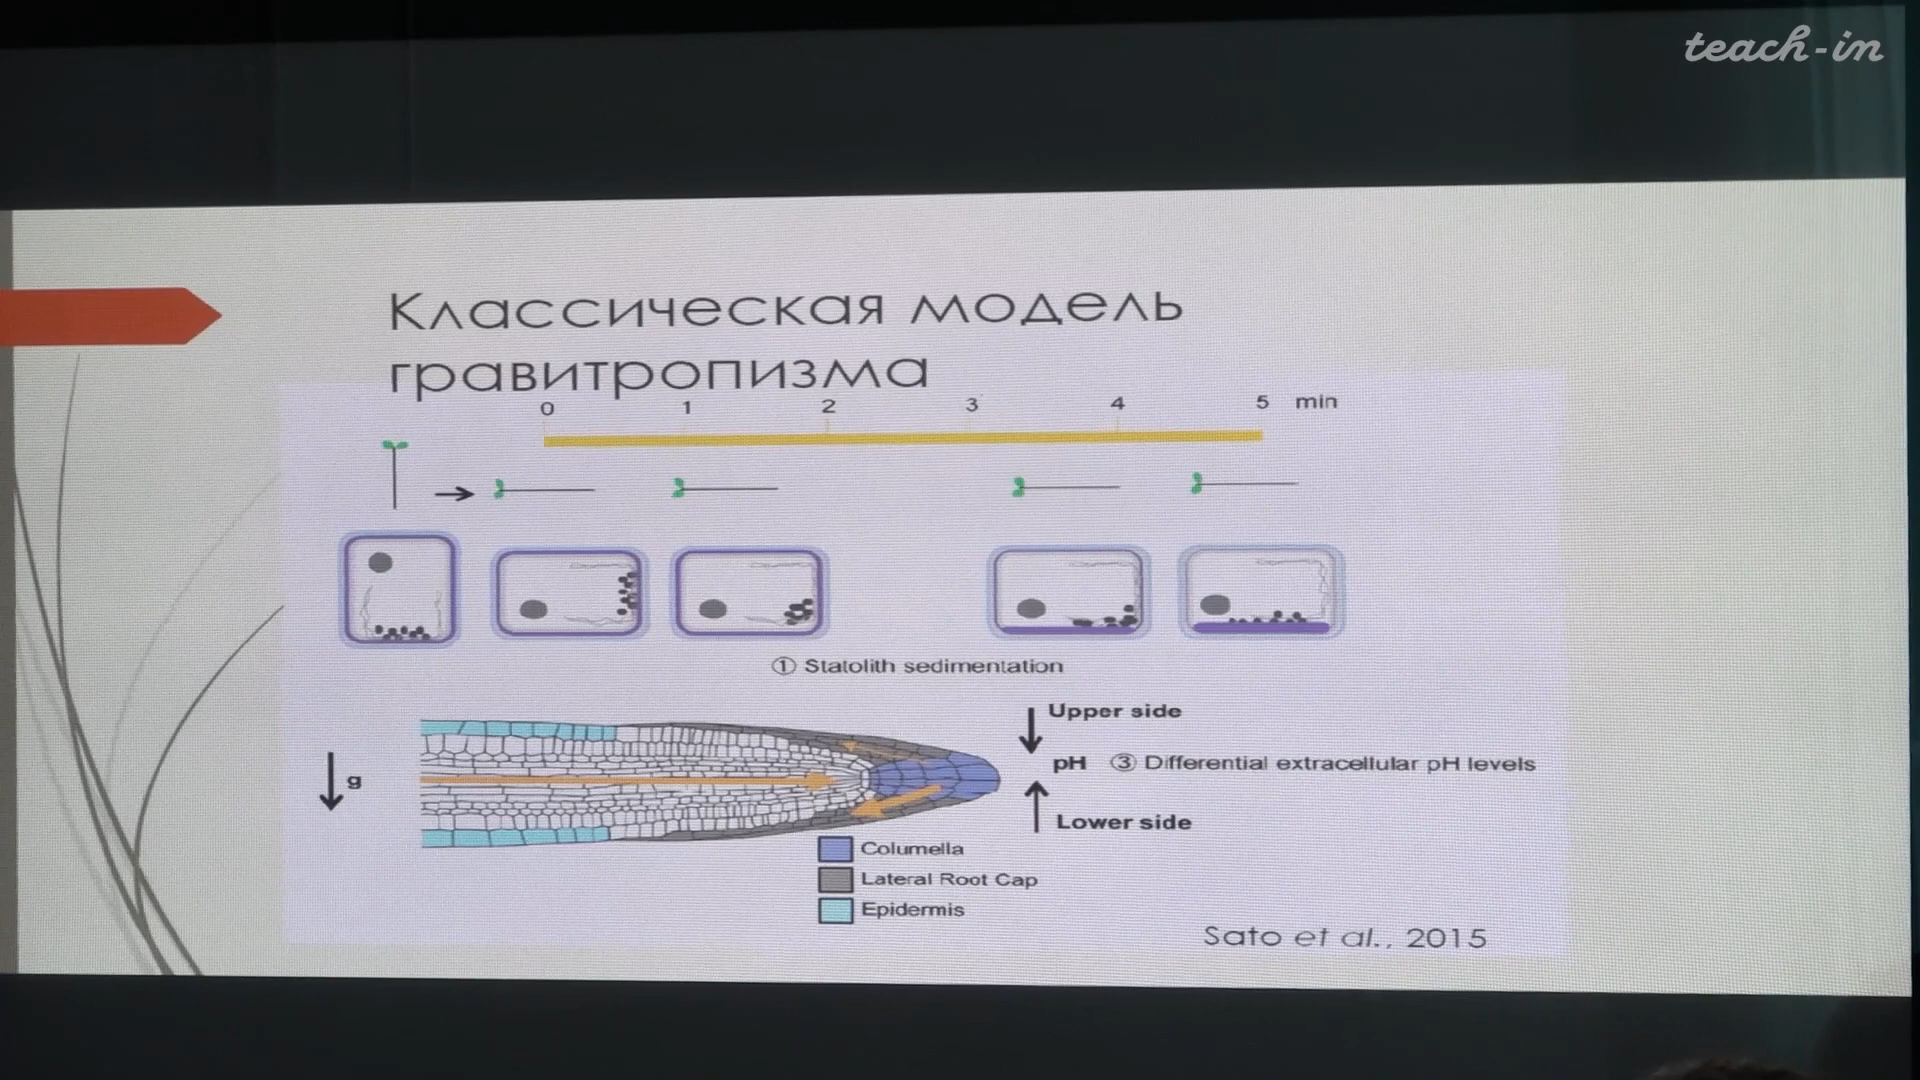 teach-in
Классическая модель
гравитропизма
0 1 2 3 4 5 min
① Statolith sedimentation
Upper side
g
pH ③ Differential extracellular pH levels
Lower side
Columella
Lateral Root Cap
Epidermis
Sato et al., 2015